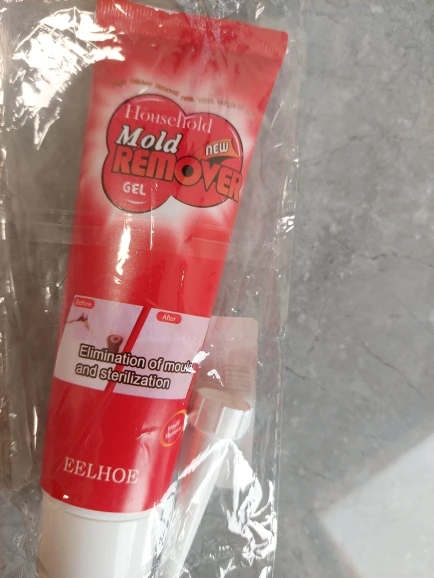 Household
Mold
NEW
REMOVER
GEL
Before
After
Elimination of mould
and sterilization
EELHOE